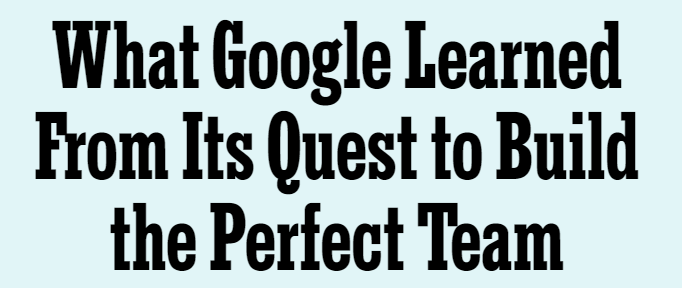 What Google Learned
From Its Quest to Build
the Perfect Team